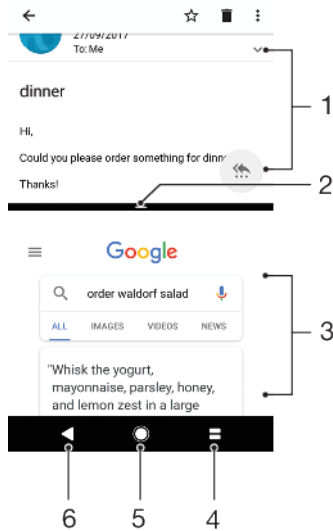 27/09/2017
To: Me
dinner
Hi,
Could you please order something for dinn
Thanks!
1
2
Google
order waldorf salad
ALL IMAGES VIDEOS NEWS
"Whisk the yogurt,
mayonnaise, parsley, honey,
and lemon zest in a large
3
6 5 4